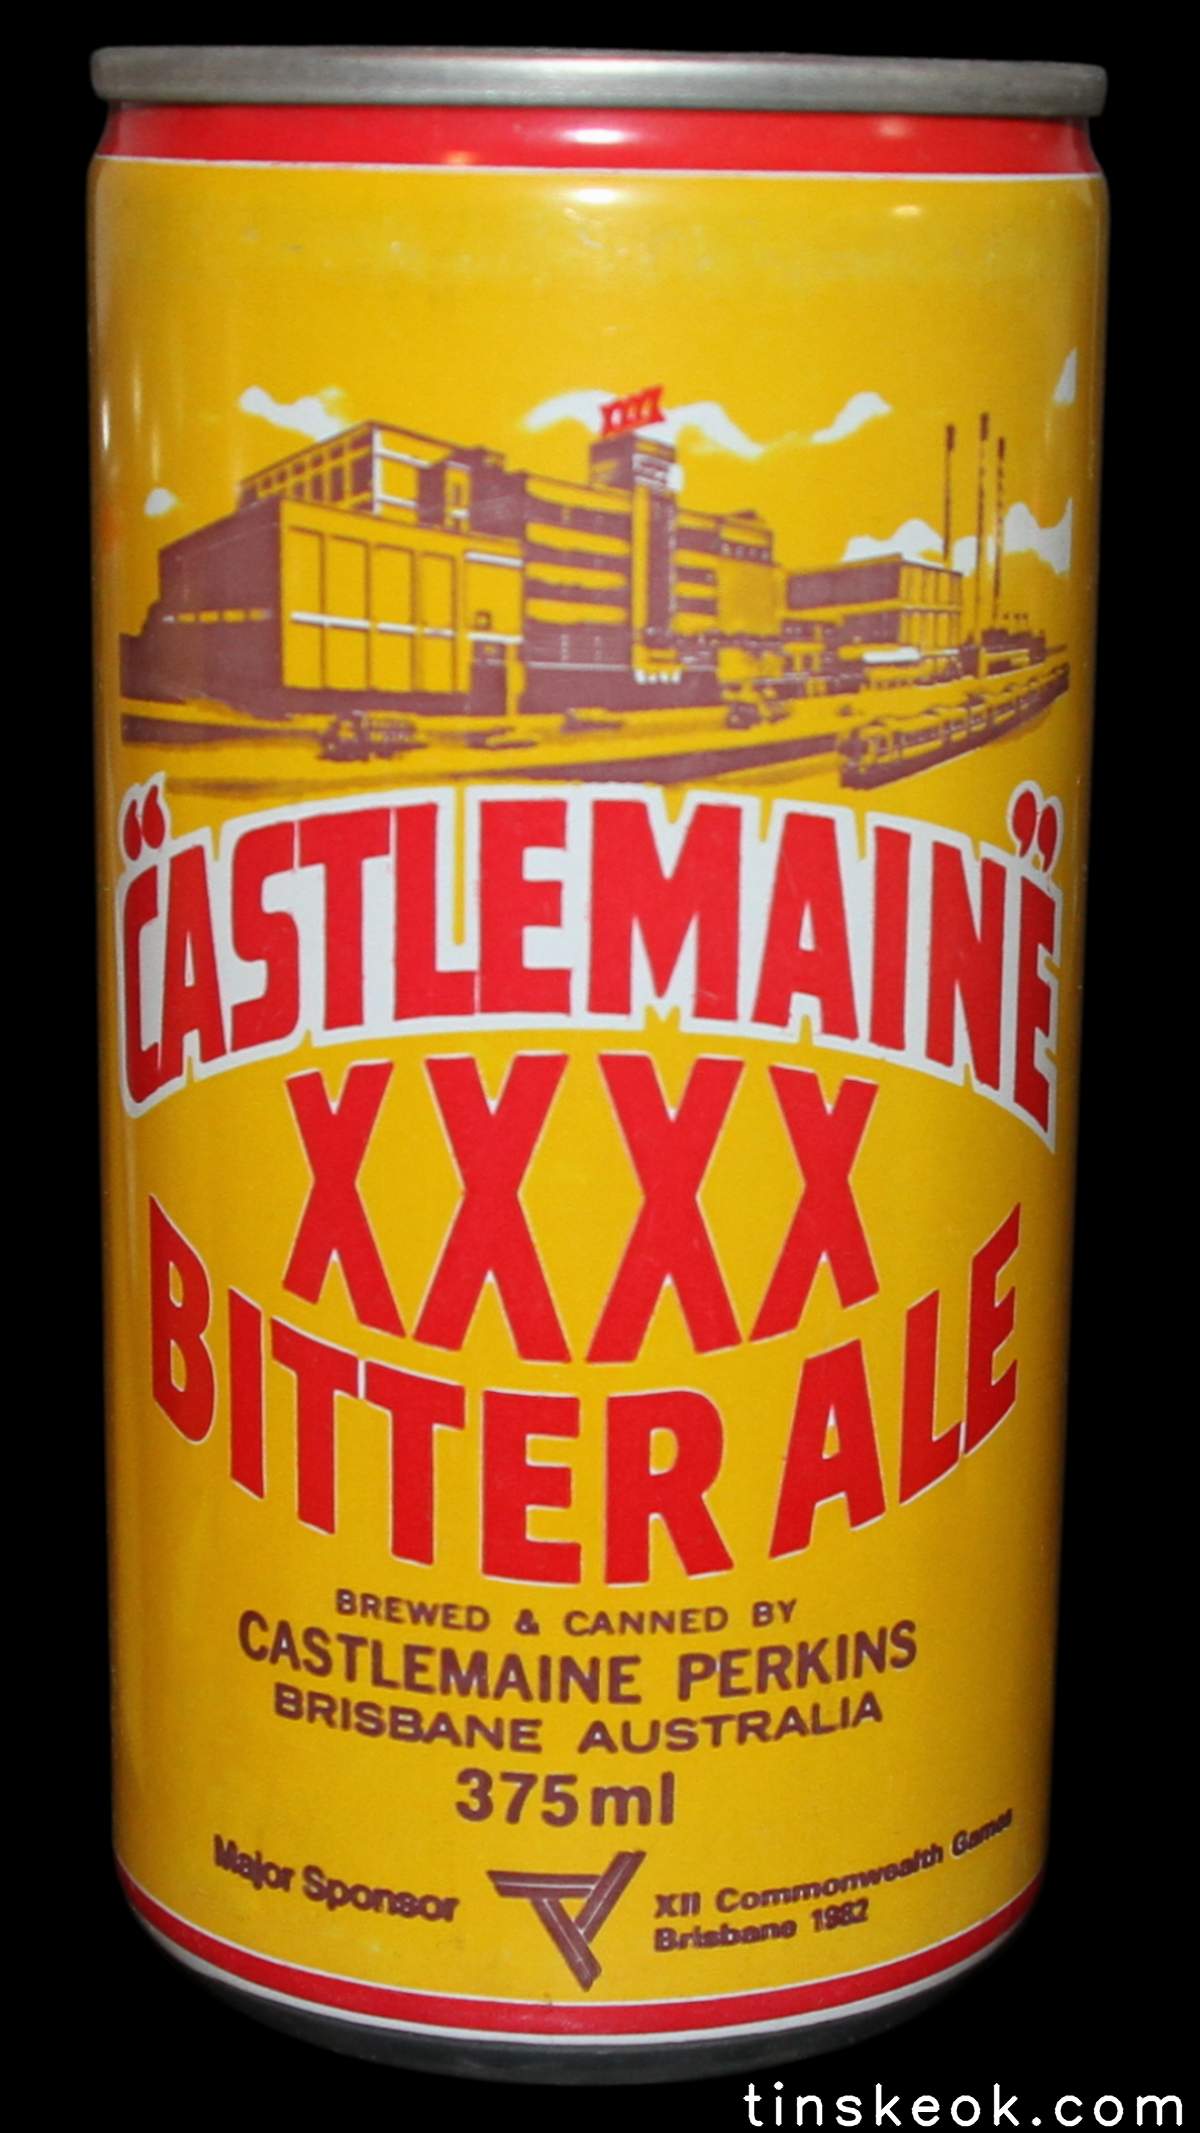 XXXX
“CASTLEMAINE”
XXXX
BITTER ALE
BREWED & CANNED BY
CASTLEMAINE PERKINS
BRISBANE AUSTRALIA
375ml
Major Sponsor
XII Commonwealth Games
Brisbane 1982
tinskeok.com